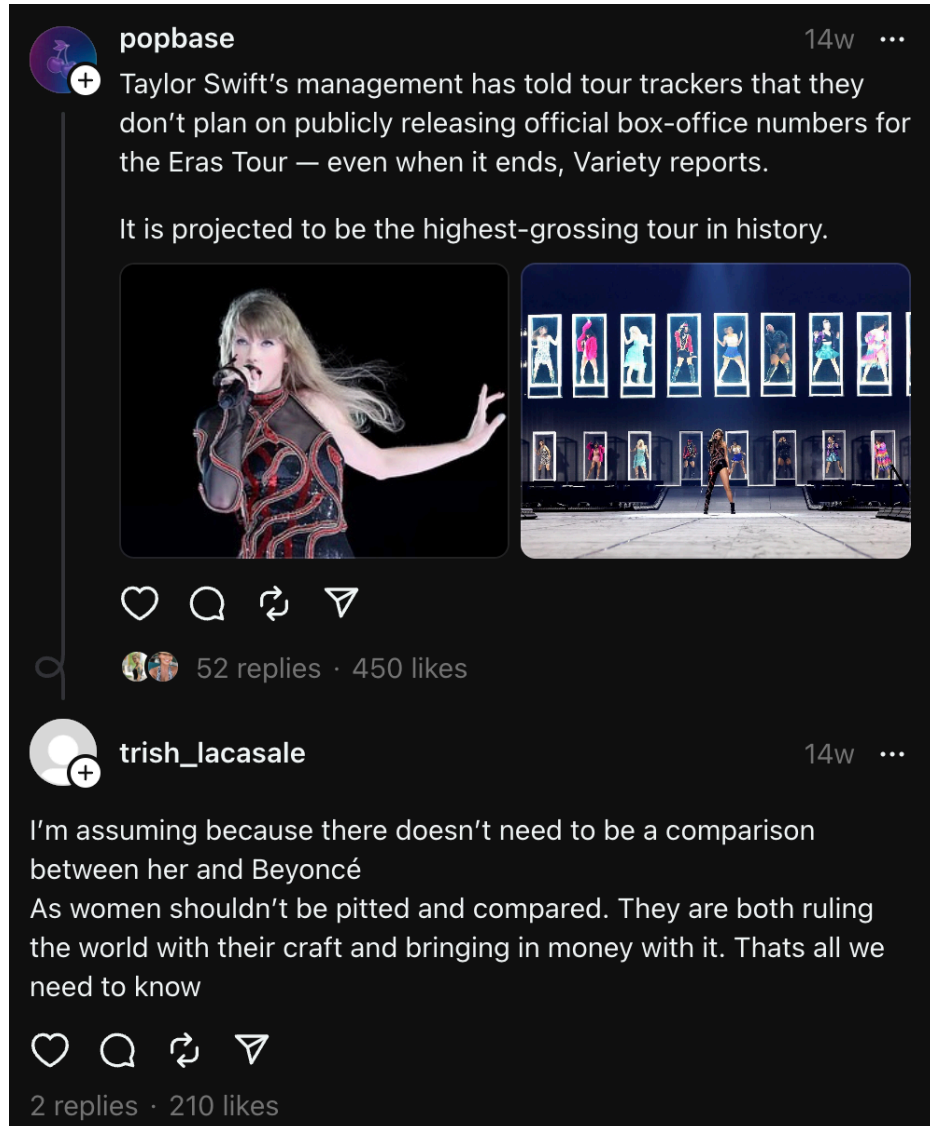 popbase
14w
Taylor Swift’s management has told tour trackers that they
don’t plan on publicly releasing official box-office numbers for
the Eras Tour — even when it ends, Variety reports.
It is projected to be the highest-grossing tour in history.
52 replies · 450 likes
trish_lacasale
14w
I’m assuming because there doesn’t need to be a comparison
between her and Beyoncé
As women shouldn’t be pitted and compared. They are both ruling
the world with their craft and bringing in money with it. Thats all we
need to know
2 replies · 210 likes